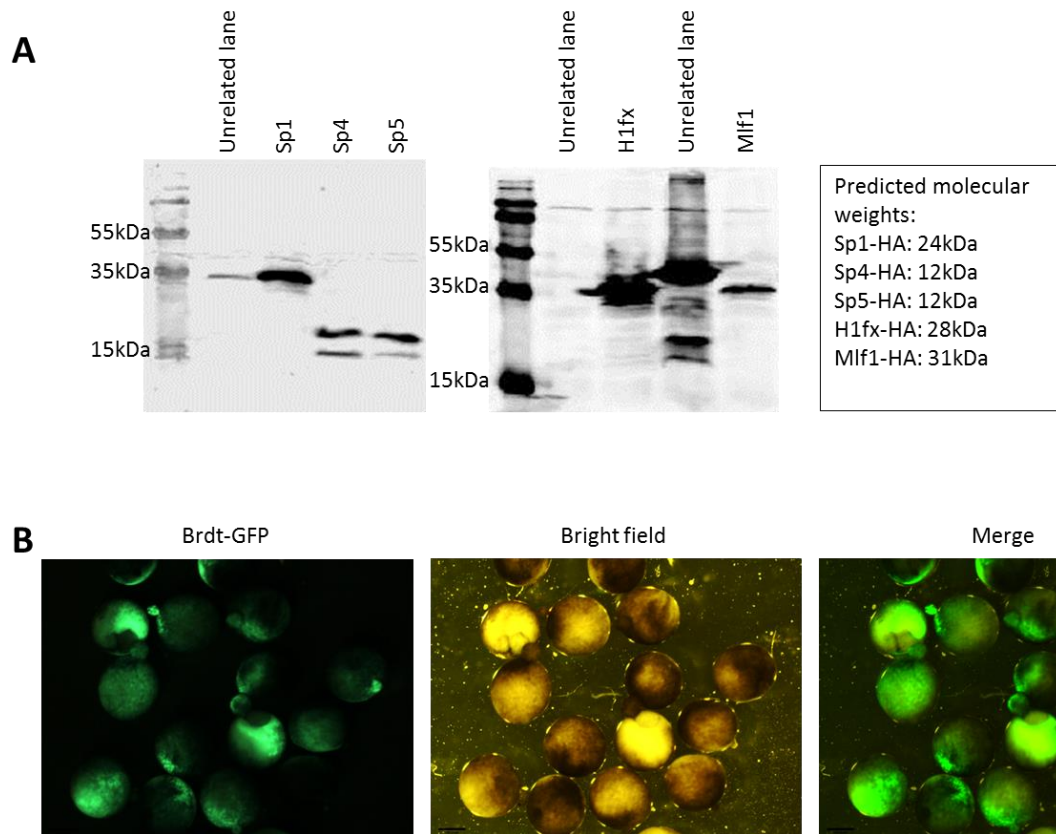 A
Unrelated lane
Sp1
Sp4
Sp5
55kDa
35kDa
15kDa
Unrelated lane
H1fx
Unrelated lane
Mlf1
55kDa
35kDa
15kDa
Predicted molecular
weights:
Sp1-HA: 24kDa
Sp4-HA: 12kDa
Sp5-HA: 12kDa
H1fx-HA: 28kDa
Mlf1-HA: 31kDa
B
Brdt-GFP
Bright field
Merge